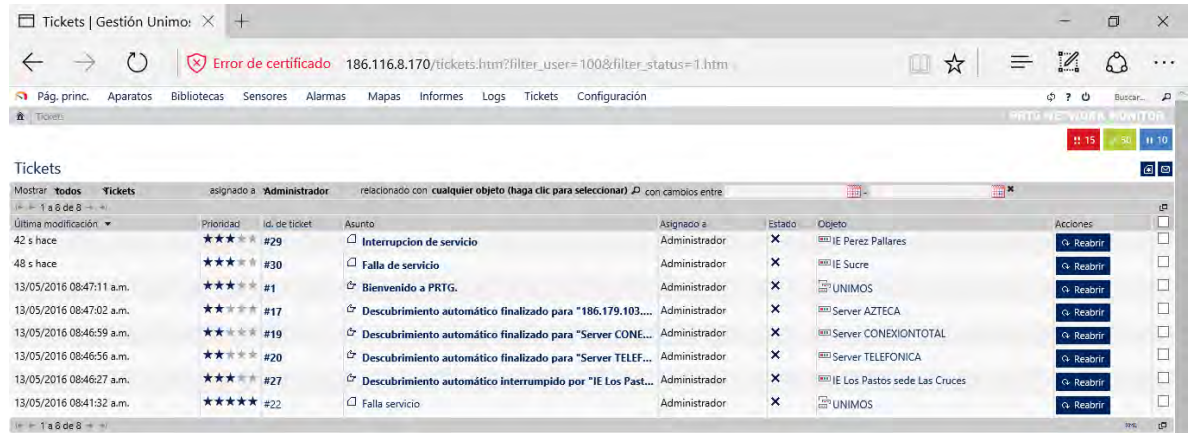 Tickets | Gestión Unimo:
Error de certificado 186.116.8.170/tickets.htm?filter_user=100&filter_status=1.htm
Pág. princ. Aparatos Bibliotecas Sensores Alarmas Mapas Informes Logs Tickets Configuración Buscar...
Tickets PRTG NETWORK MONITOR
15 50 10
Tickets
Mostrar Todos Tickets asignado a Administrador relacionado con cualquier objeto (haga clic para seleccionar) con cambios entre -
1 a 8 de 8
Última modificación Prioridad Id. de ticket Asunto Asignado a Estado Objeto Acciones
42 s hace #29 Interrupcion de servicio Administrador IE Perez Pallares Reabrir
48 s hace #30 Falla de servicio Administrador IE Sucre Reabrir
13/05/2016 08:47:11 a.m. #1 Bienvenido a PRTG. Administrador UNIMOS Reabrir
13/05/2016 08:47:02 a.m. #17 Descubrimiento automático finalizado para "186.179.103.... Administrador Server AZTECA Reabrir
13/05/2016 08:46:59 a.m. #19 Descubrimiento automático finalizado para "Server CONE... Administrador Server CONEXIONTOTAL Reabrir
13/05/2016 08:46:56 a.m. #20 Descubrimiento automático finalizado para "Server TELEF... Administrador Server TELEFONICA Reabrir
13/05/2016 08:46:27 a.m. #27 Descubrimiento automático interrumpido por "IE Los Past... Administrador IE Los Pastos sede Las Cruces Reabrir
13/05/2016 08:41:32 a.m. #22 Falla servicio Administrador UNIMOS Reabrir
1 a 8 de 8